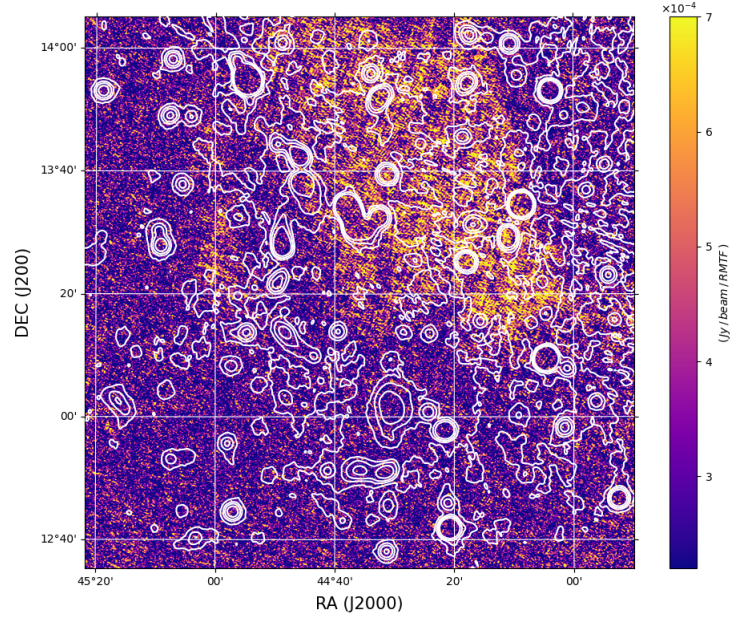 ×10⁻⁴
7
14°00'
6
13°40'
5
DEC (J200)
20'
(Jy / beam / RMTF )
4
00'
3
12°40'
45°20' 00' 44°40' 20' 00'
RA (J2000)